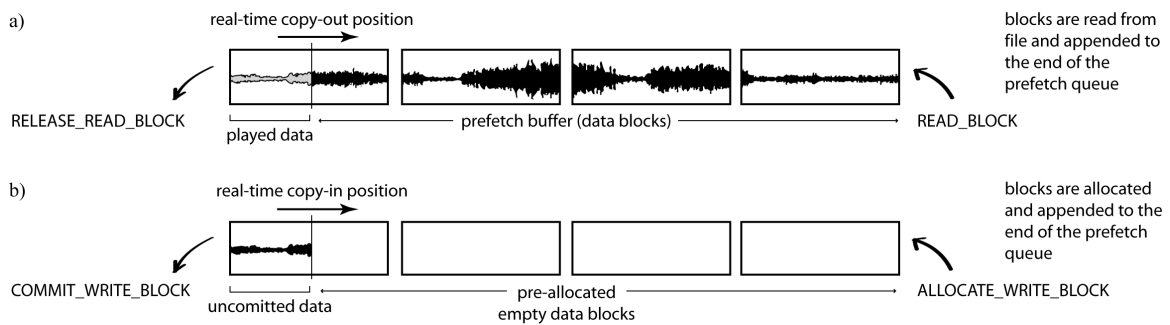 a)
real-time copy-out position
blocks are read from
file and appended to
the end of the
prefetch queue
RELEASE_READ_BLOCK
played data
prefetch buffer (data blocks)
READ_BLOCK
b)
real-time copy-in position
blocks are allocated
and appended to the
end of the prefetch
queue
COMMIT_WRITE_BLOCK
uncomitted data
pre-allocated
empty data blocks
ALLOCATE_WRITE_BLOCK